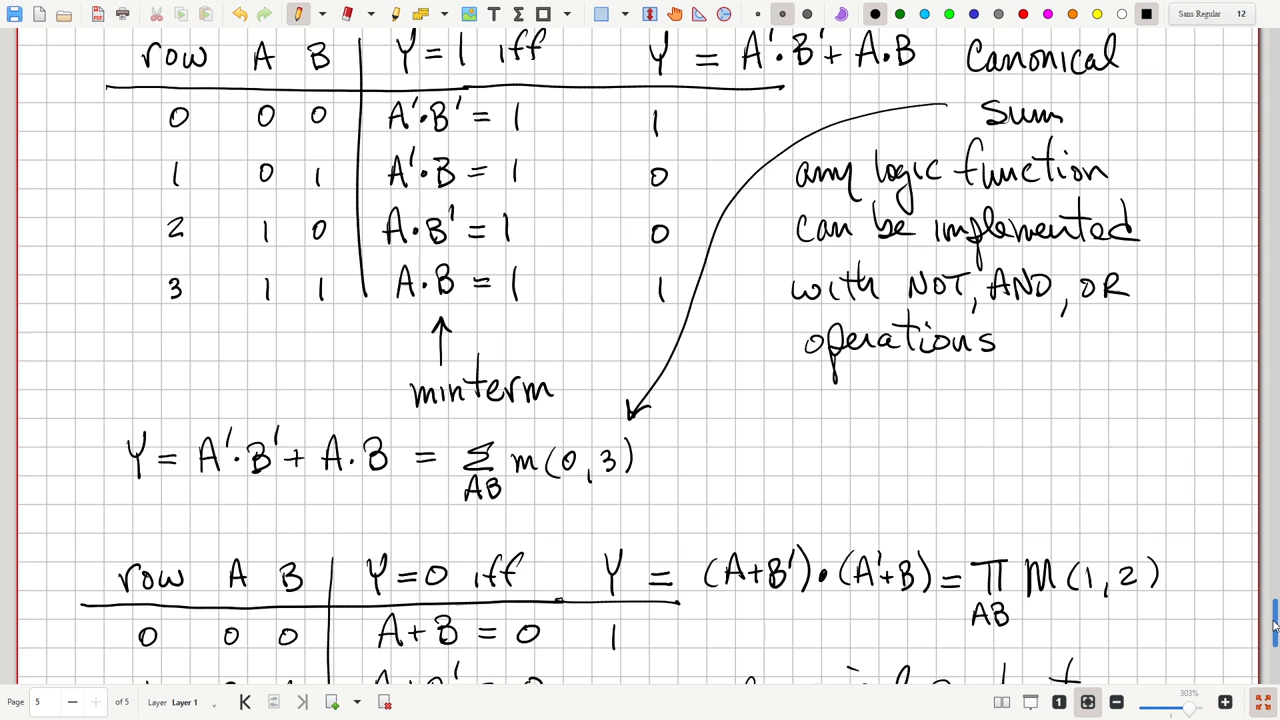 Sans Regular 12
row A B Y=1 iff Y = A'·B' + A·B Canonical
0 0 0 A'·B' = 1 1 Sum
1 0 1 A'·B = 1 0 any logic function
2 1 0 A·B' = 1 0 can be implemented
3 1 1 A·B = 1 1 with NOT, AND, OR
operations
minterm
Y = A'·B' + A·B = Σ m(0,3)
AB
row A B Y=0 iff Y = (A+B')·(A'+B) = Π M(1,2)
AB
0 0 0 A+B = 0 1
Page 5 of 5 Layer Layer 1 303%